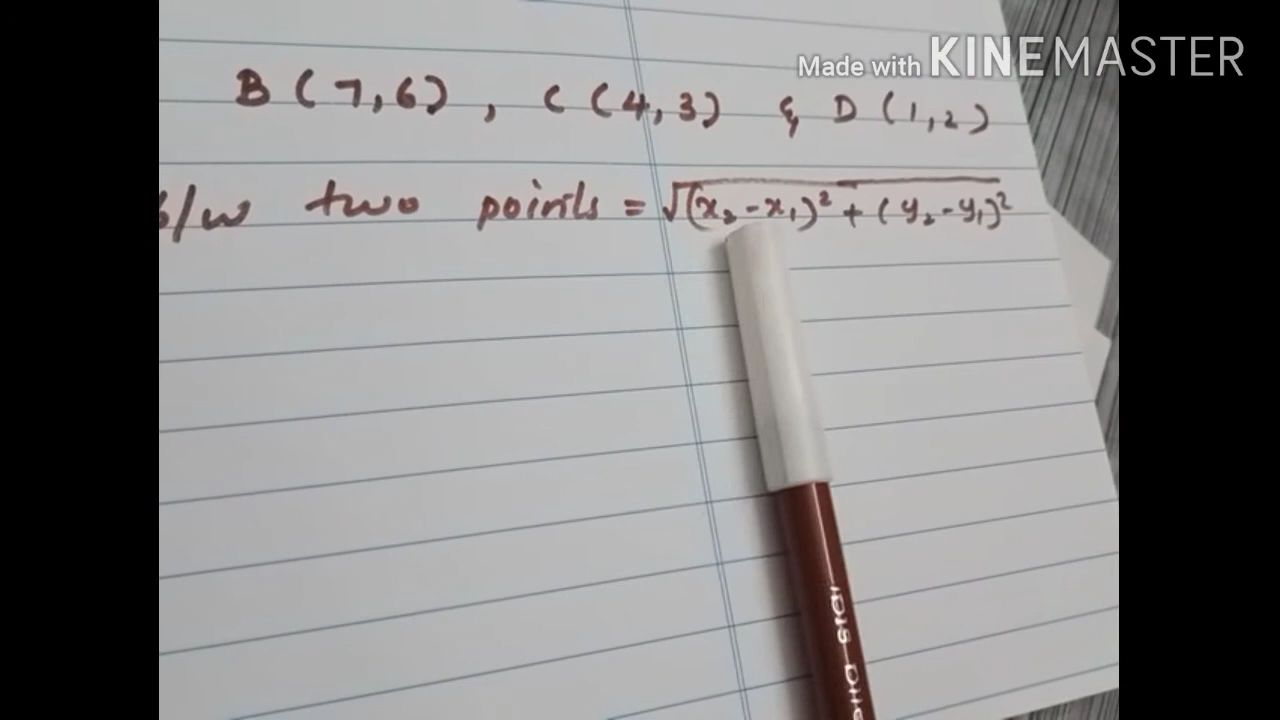 Made with KINEMASTER
B (7,6) , C (4,3) & D (1,2)
b/w two points = √(x₂-x₁)² + (y₂-y₁)²